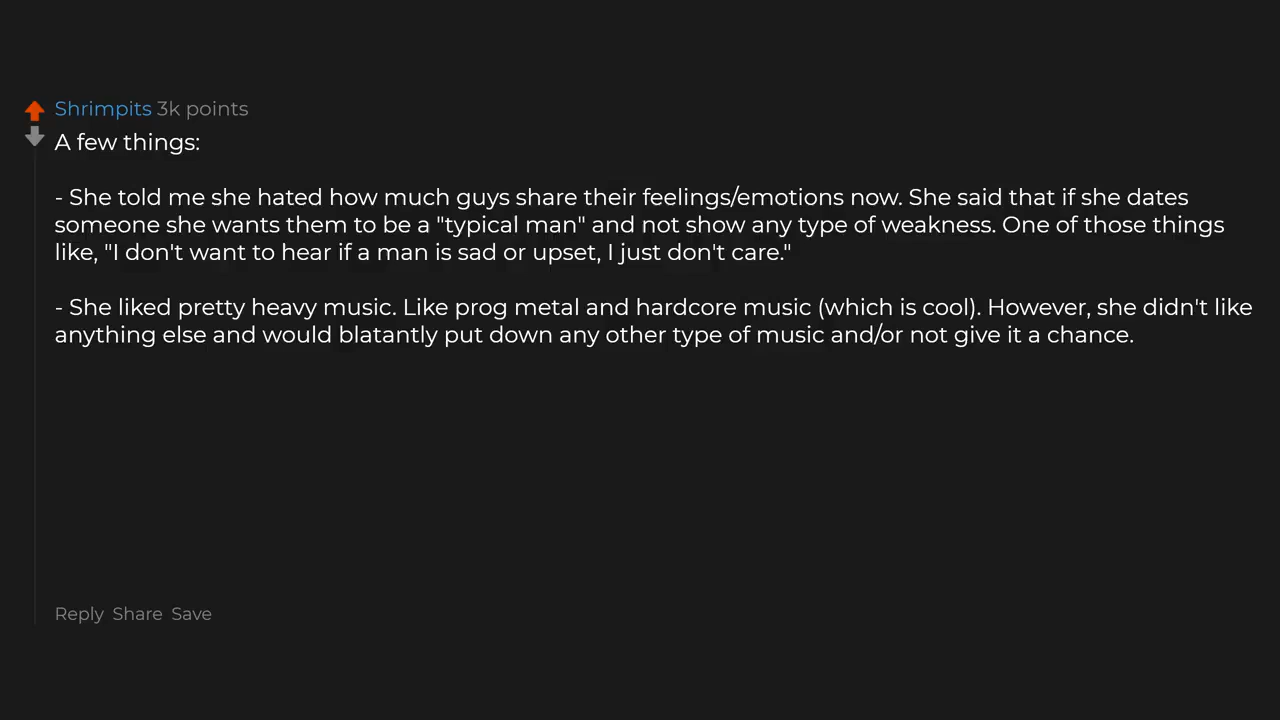 Shrimpits 3k points
A few things:
- She told me she hated how much guys share their feelings/emotions now. She said that if she dates
someone she wants them to be a "typical man" and not show any type of weakness. One of those things
like, "I don't want to hear if a man is sad or upset, I just don't care."
- She liked pretty heavy music. Like prog metal and hardcore music (which is cool). However, she didn't like
anything else and would blatantly put down any other type of music and/or not give it a chance.
Reply Share Save